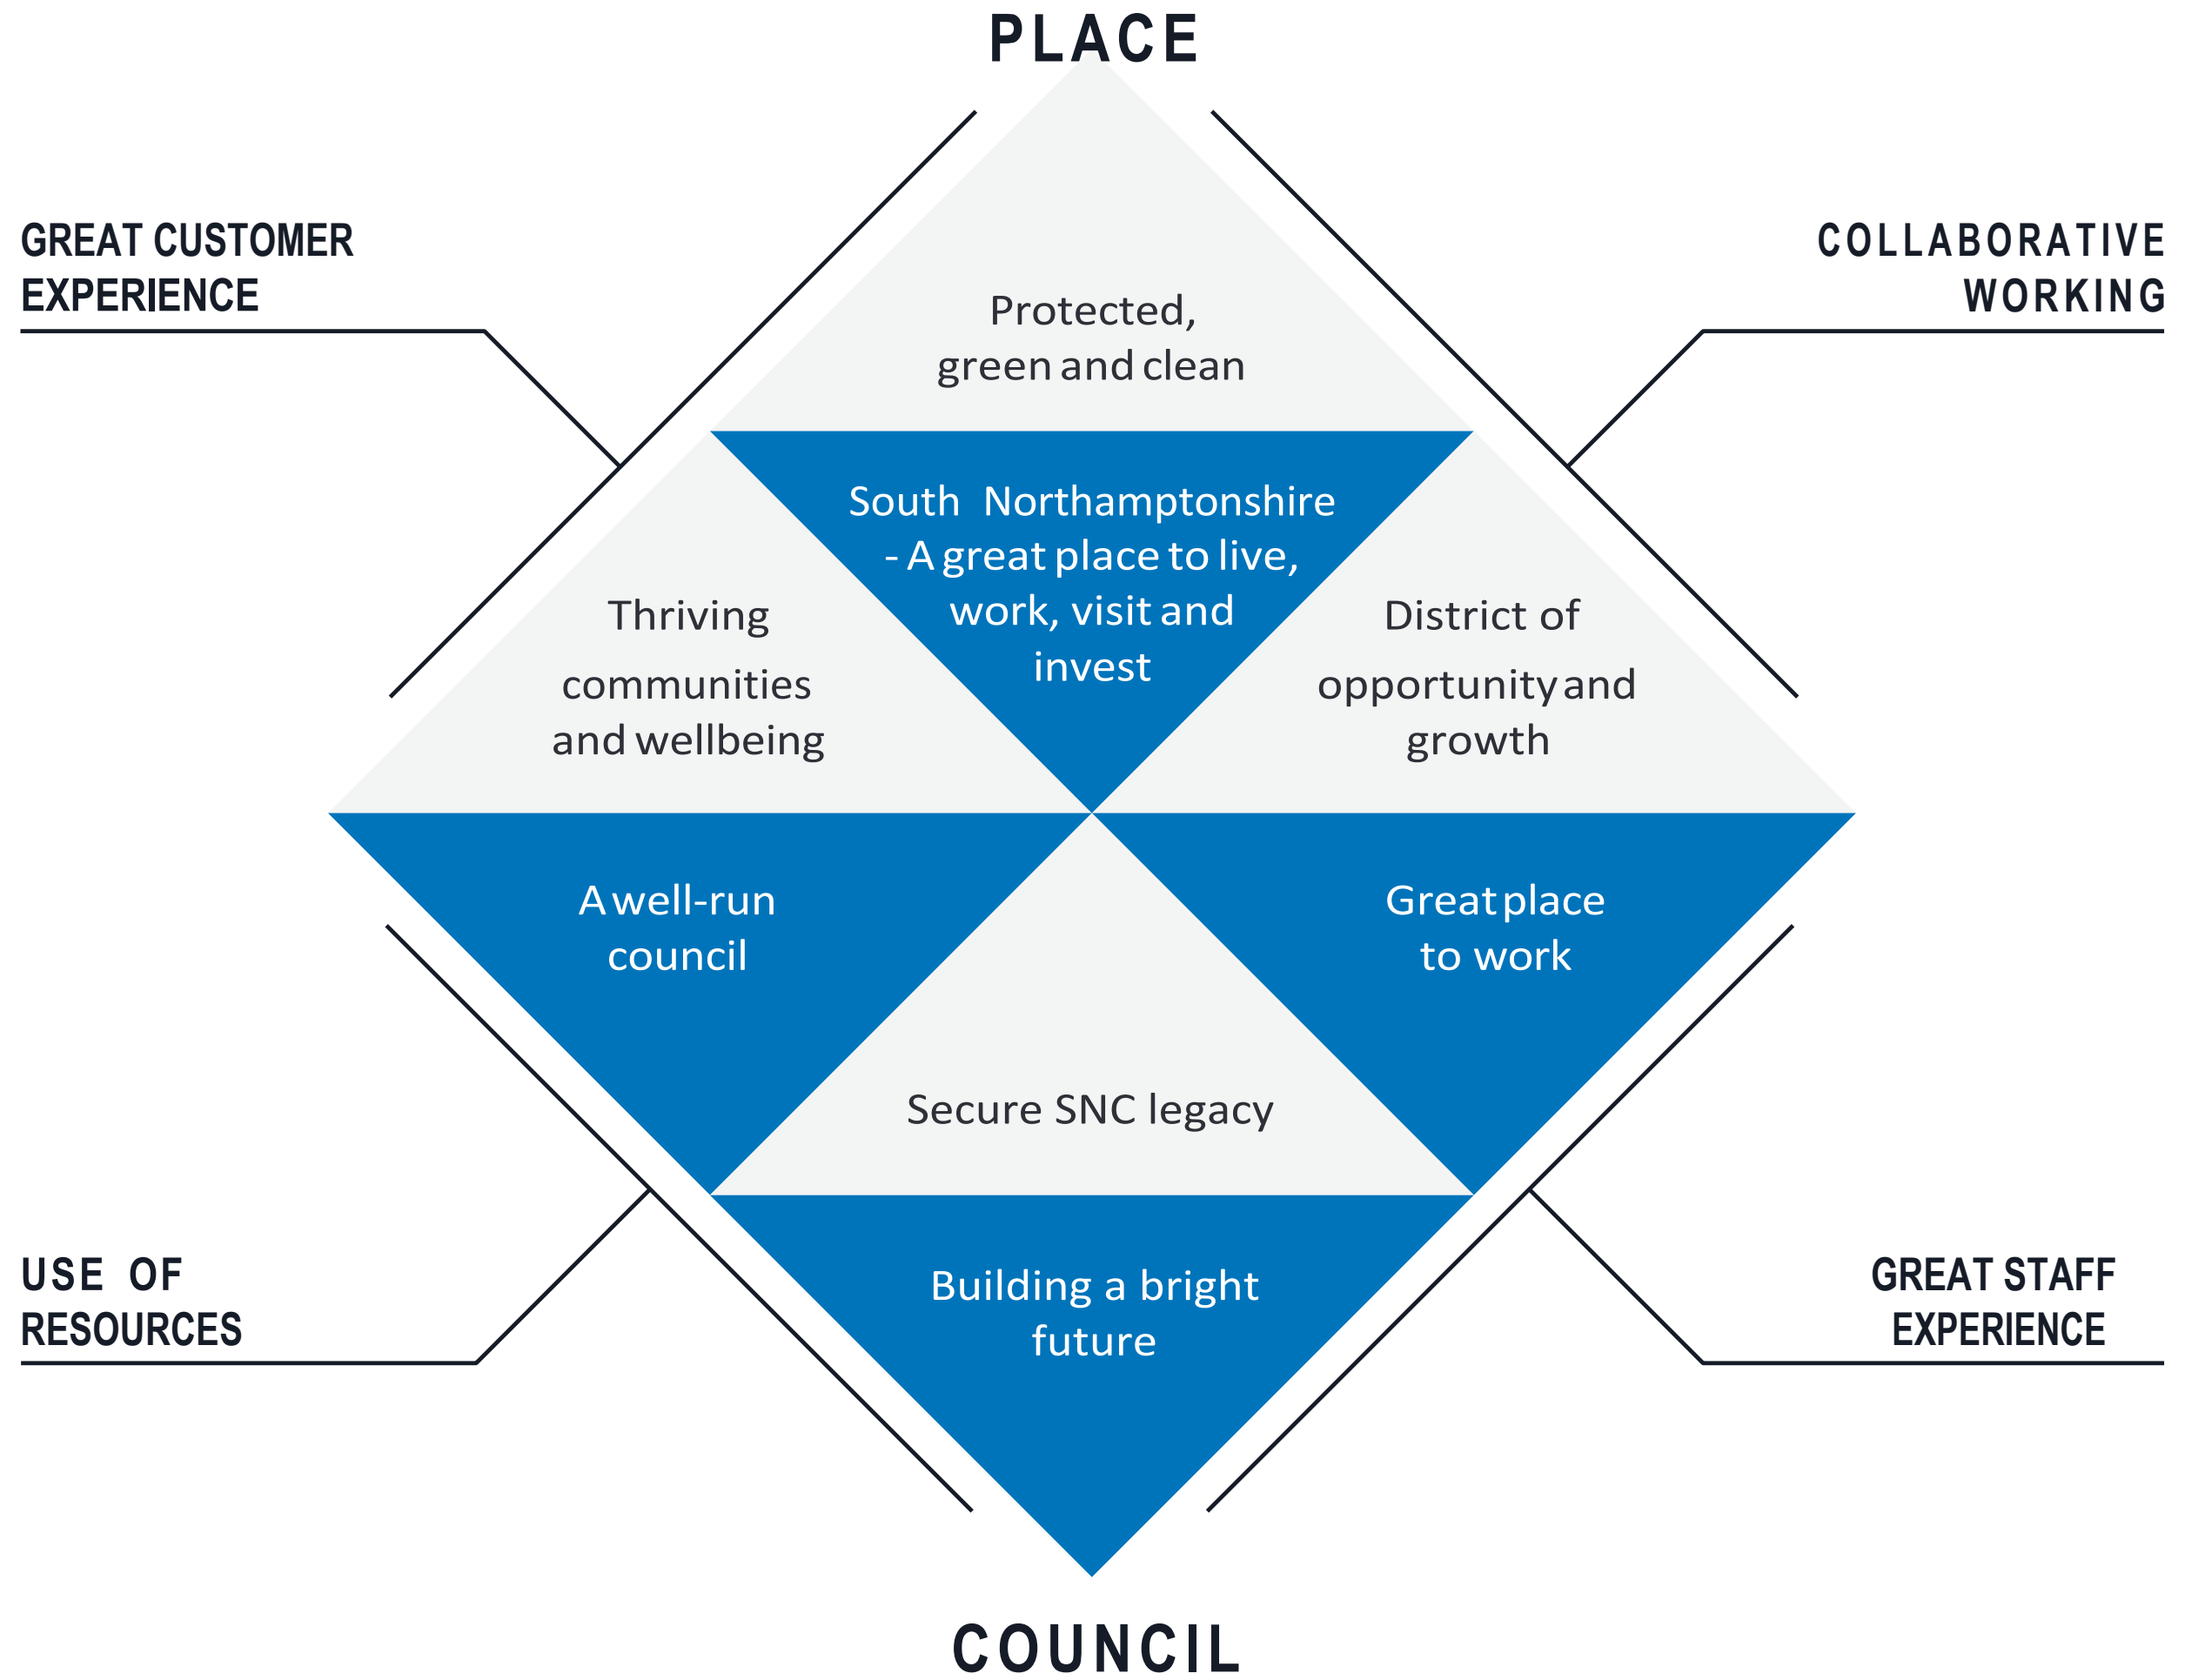 PLACE
GREAT CUSTOMER
EXPERIENCE
COLLABORATIVE
WORKING
Protected,
green and clean
South Northamptonshire
- A great place to live,
work, visit and
invest
Thriving
communities
and wellbeing
District of
opportunity and
growth
A well-run
council
Great place
to work
Secure SNC legacy
Building a bright
future
USE OF
RESOURCES
GREAT STAFF
EXPERIENCE
COUNCIL